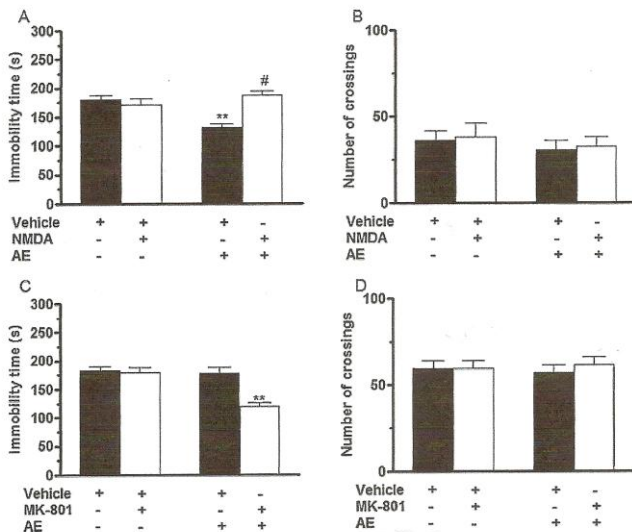 A
Immobility time (s)
300
250
200
150
100
50
0
**
#
Vehicle + + + -
NMDA - + - +
AE - - + +
B
Number of crossings
100
50
0
Vehicle + + + -
NMDA - + - +
AE - - + +
C
Immobility time (s)
300
250
200
150
100
50
0
**
Vehicle + + + -
MK-801 - + - +
AE - - + +
D
Number of crossings
100
50
0
Vehicle + + + -
MK-801 - + - +
AE - - + +